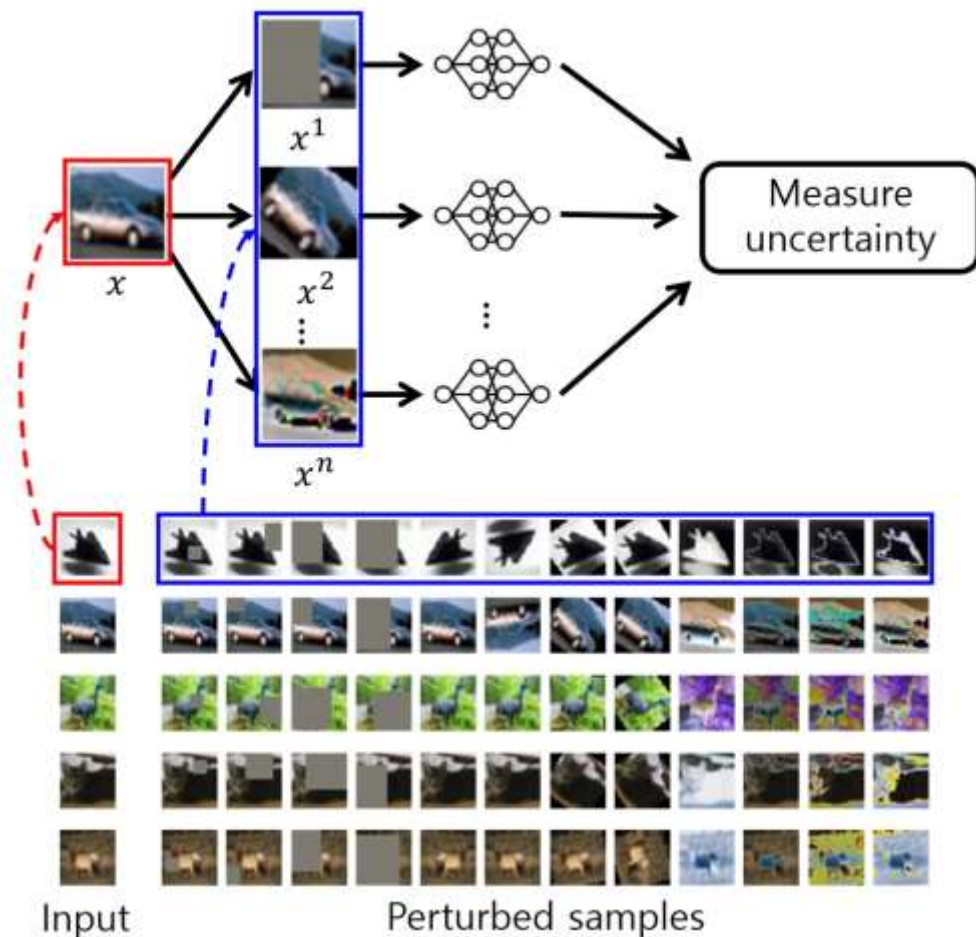 x
x¹
x²
⋮
xⁿ
⋮
Measure
uncertainty
Input
Perturbed samples